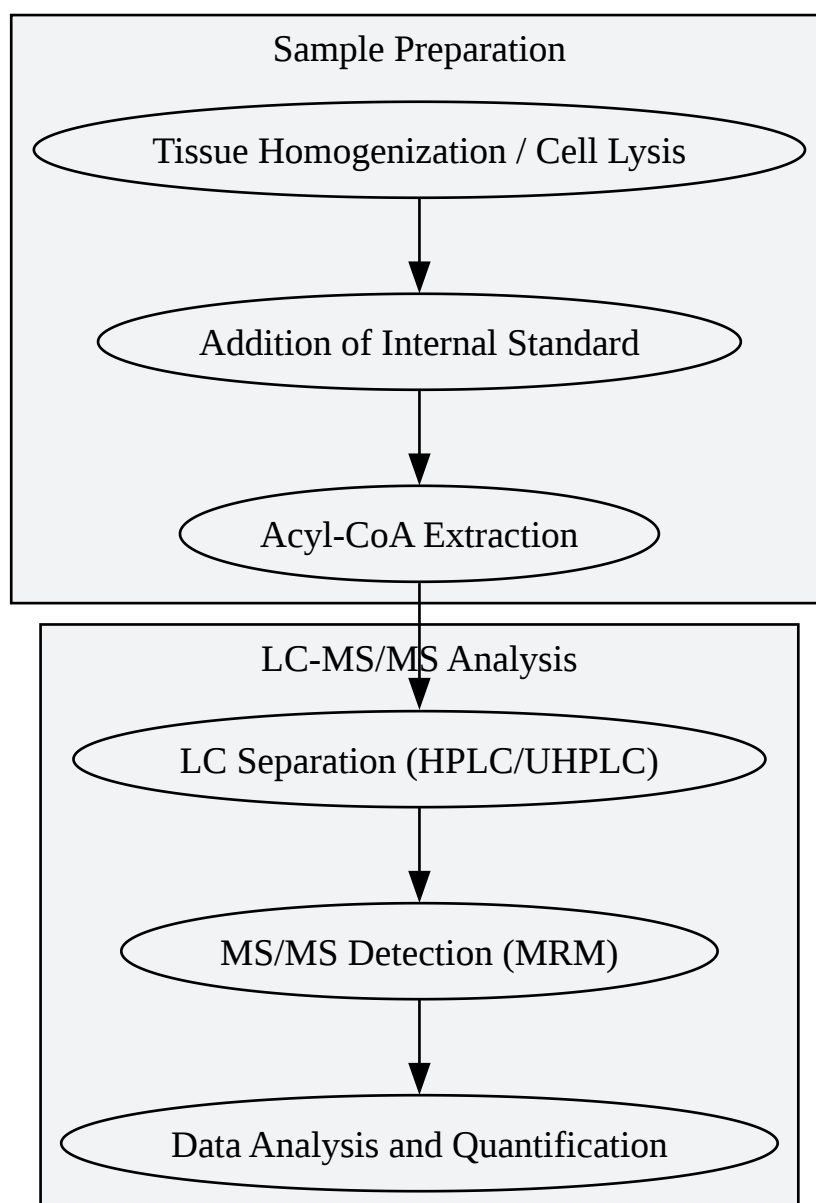 Sample Preparation
Tissue Homogenization / Cell Lysis
Addition of Internal Standard
Acyl-CoA Extraction
LC-MS/MS Analysis
LC Separation (HPLC/UHPLC)
MS/MS Detection (MRM)
Data Analysis and Quantification